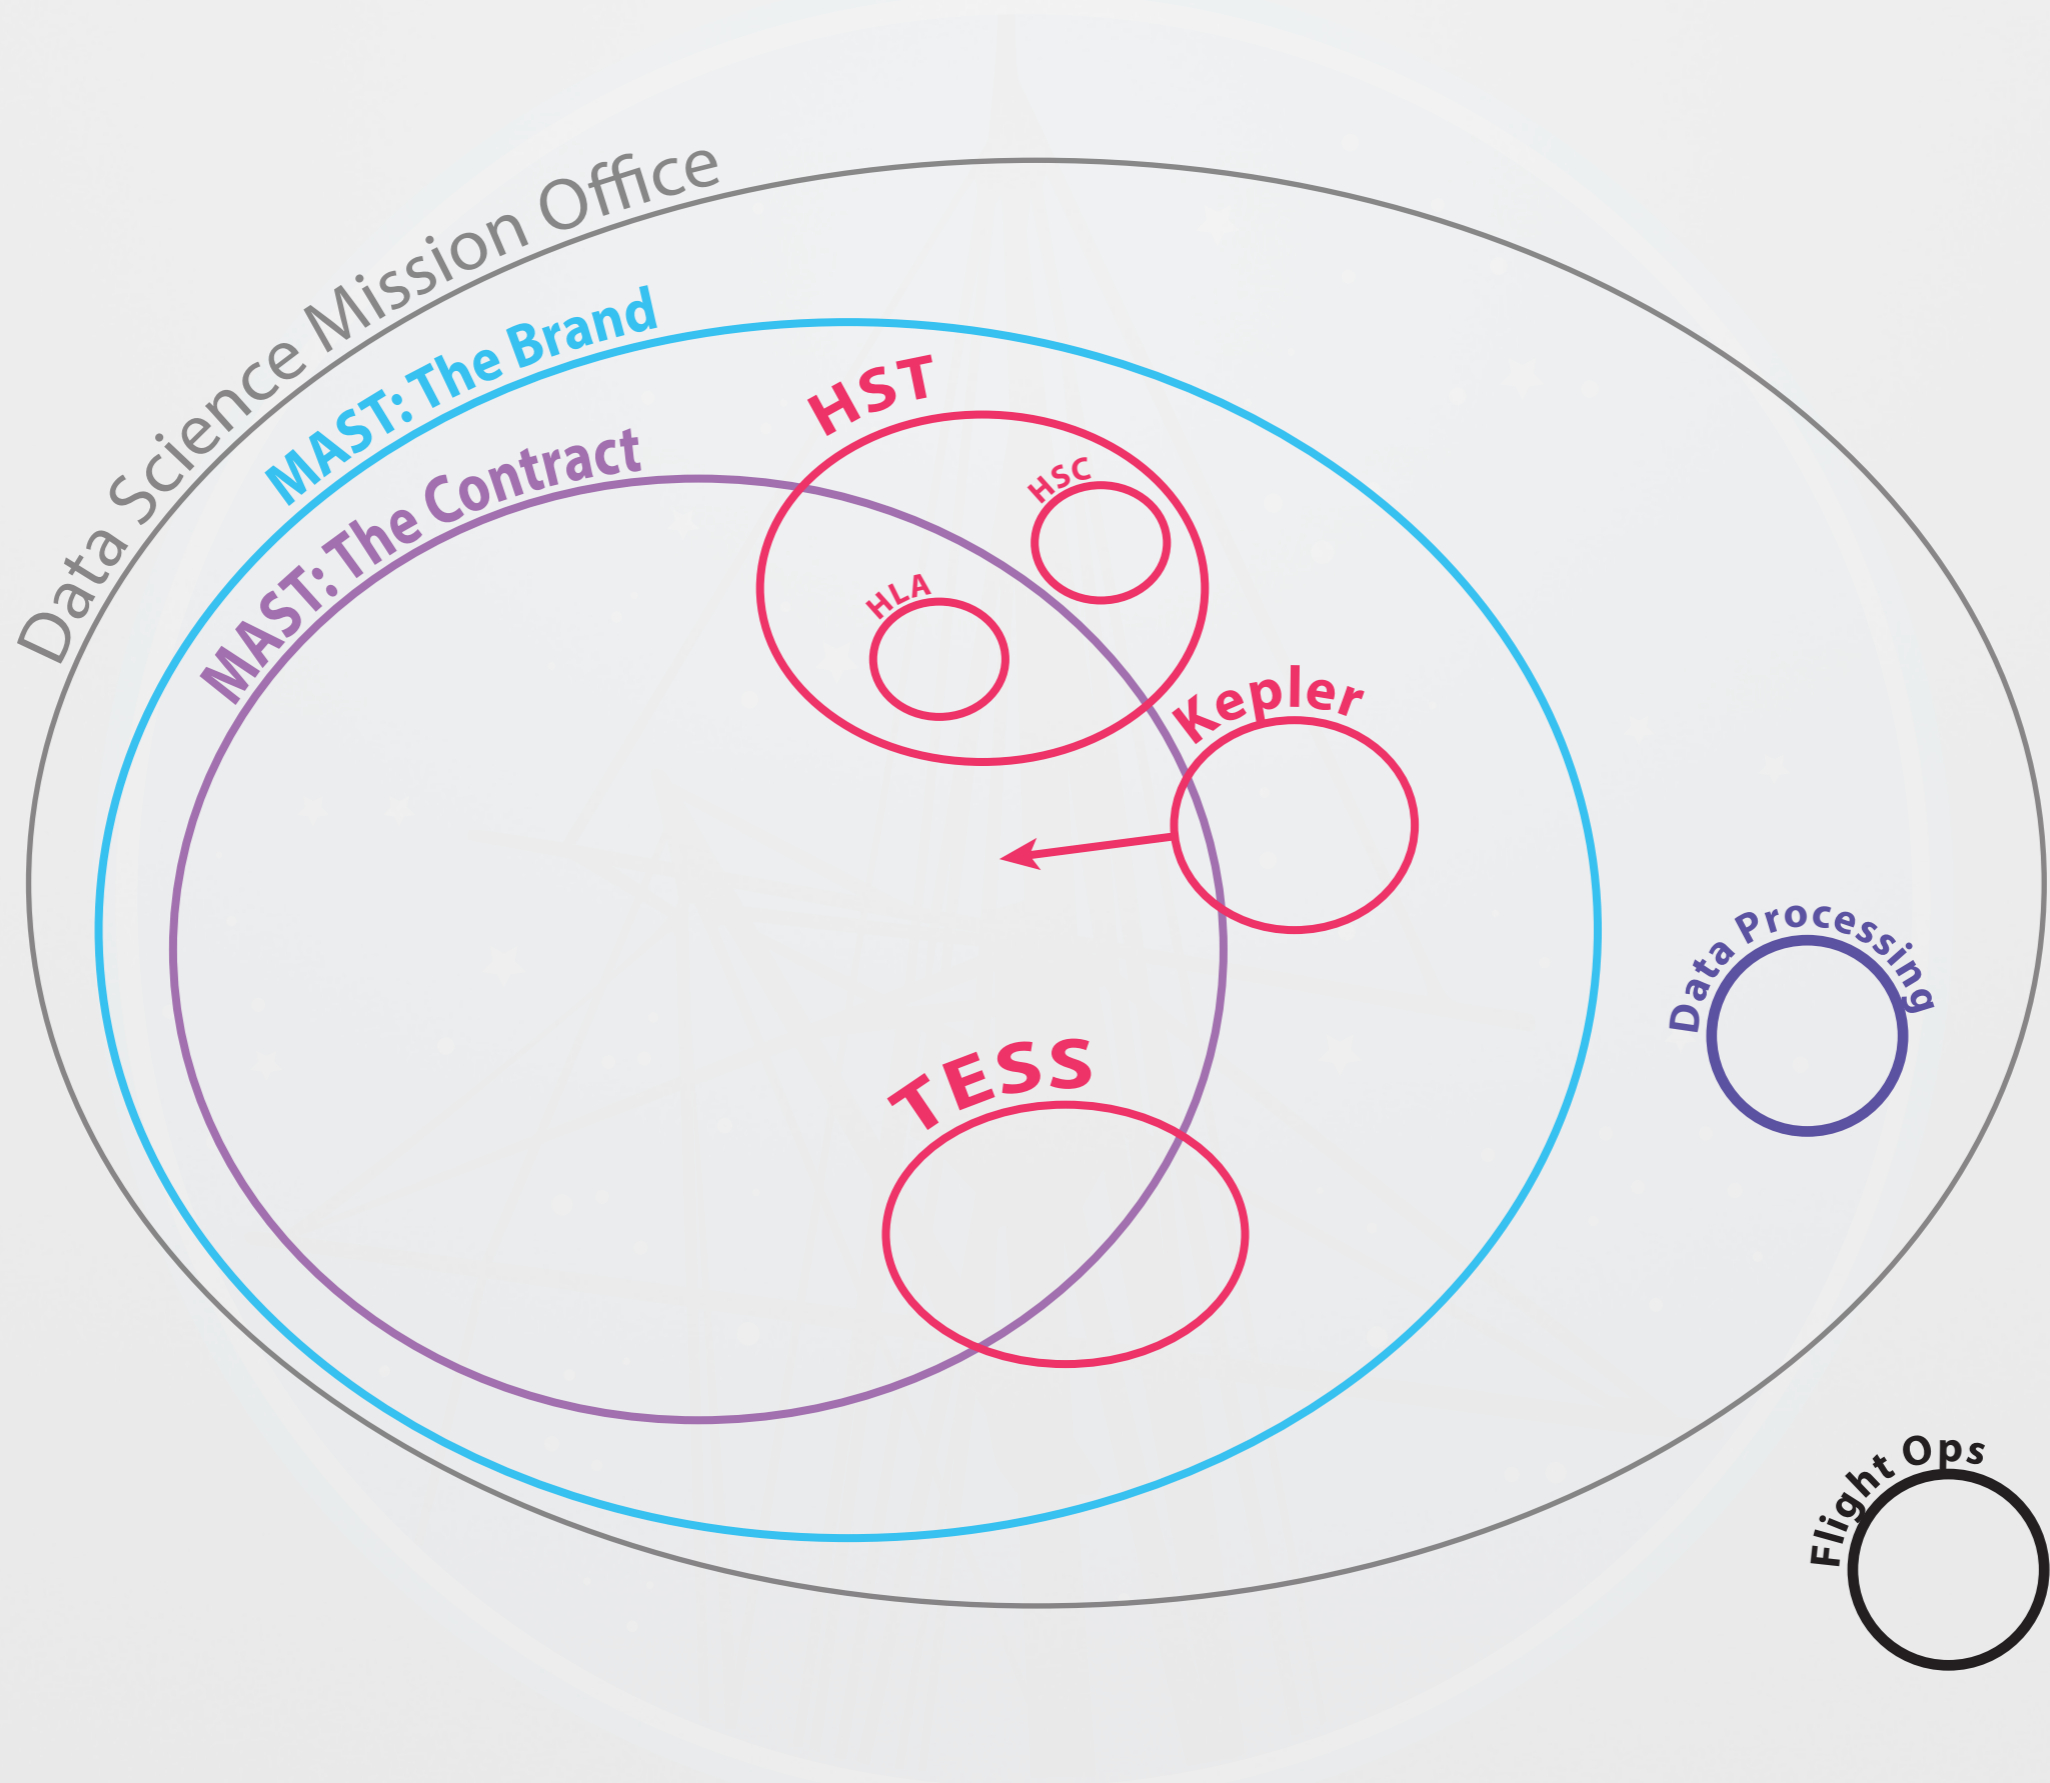 Data Science Mission Office
MAST: The Brand
MAST: The Contract
HST
HSC
HLA
Kepler
Data Processing
TESS
Flight Ops